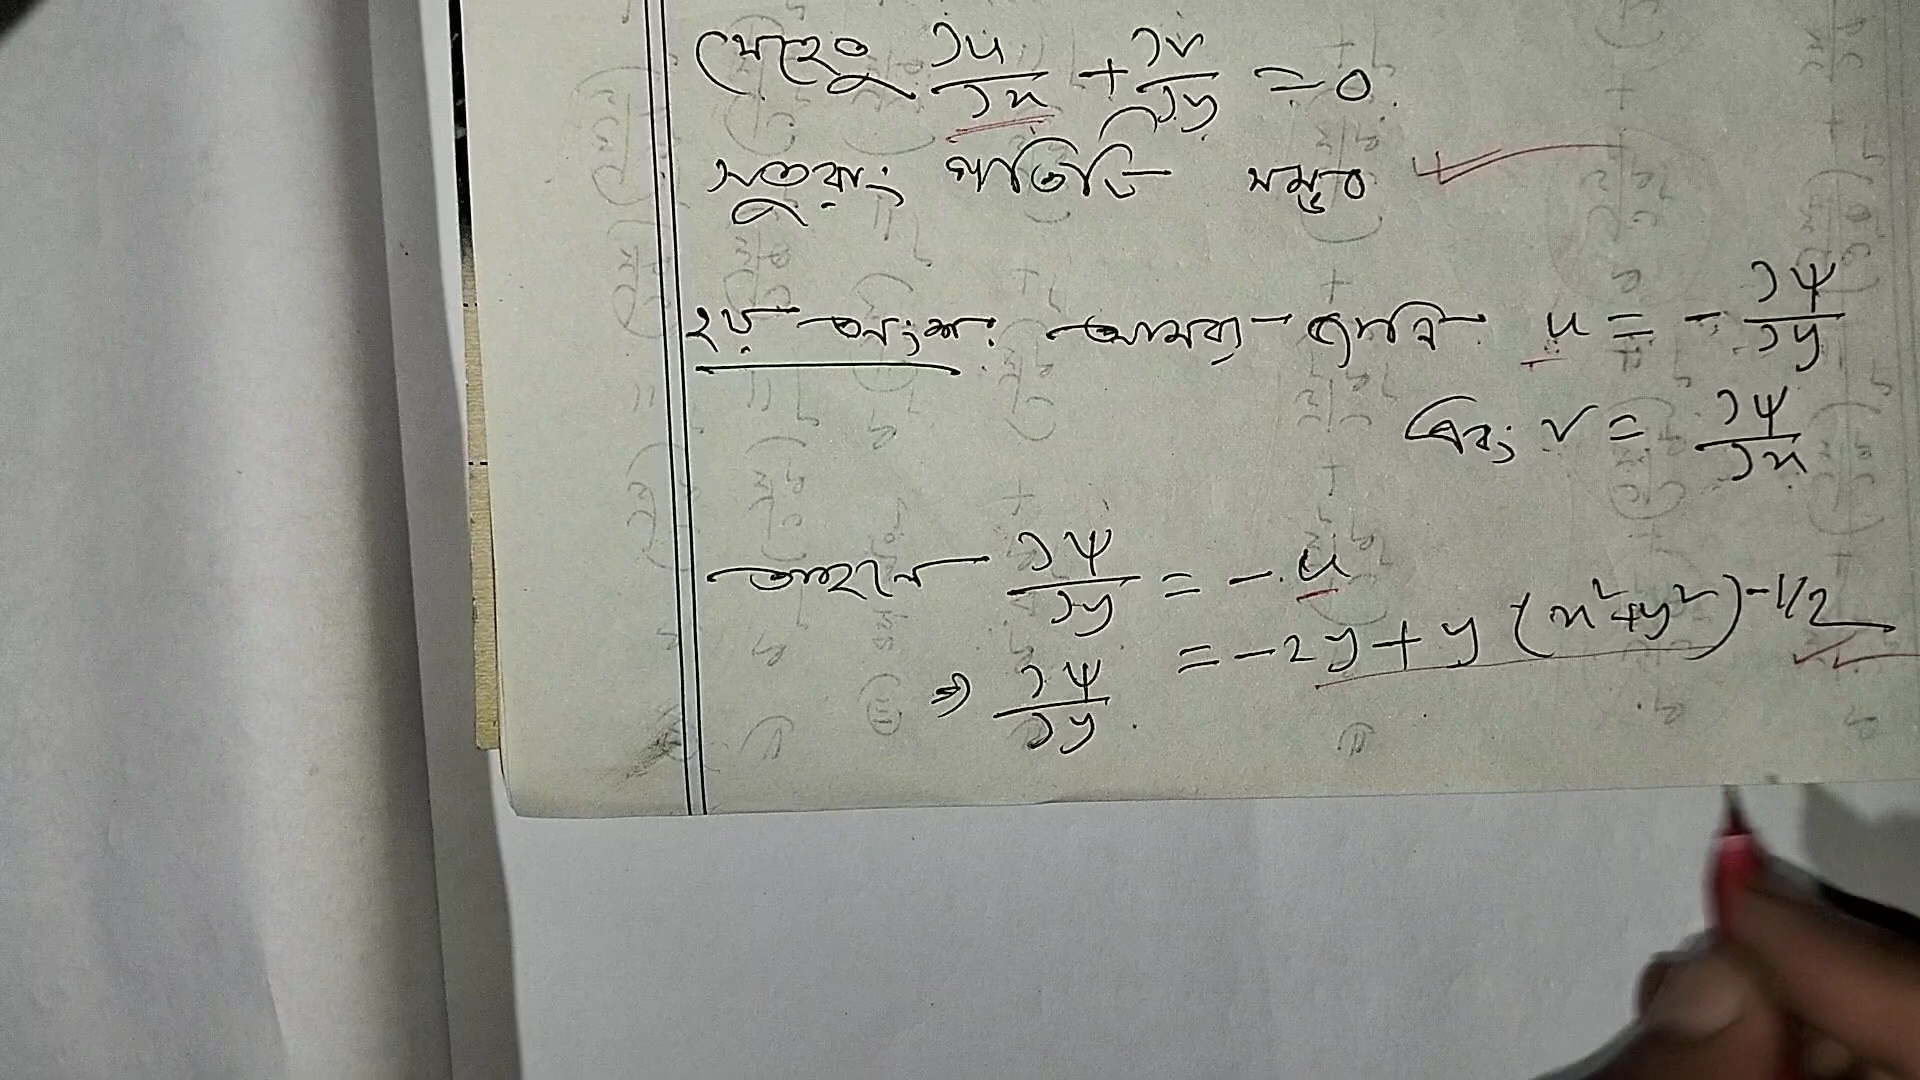 যেহেতু ∂u/∂x + ∂v/∂y = 0.
সুতরাং গতিটি সম্ভব
২য় অংশ: আমরা জানি u = - ∂ψ/∂y
এবং v = ∂ψ/∂x
তাহলে ∂ψ/∂y = - u
⇒ ∂ψ/∂y = -2y + y (x²+y²)^-1/2